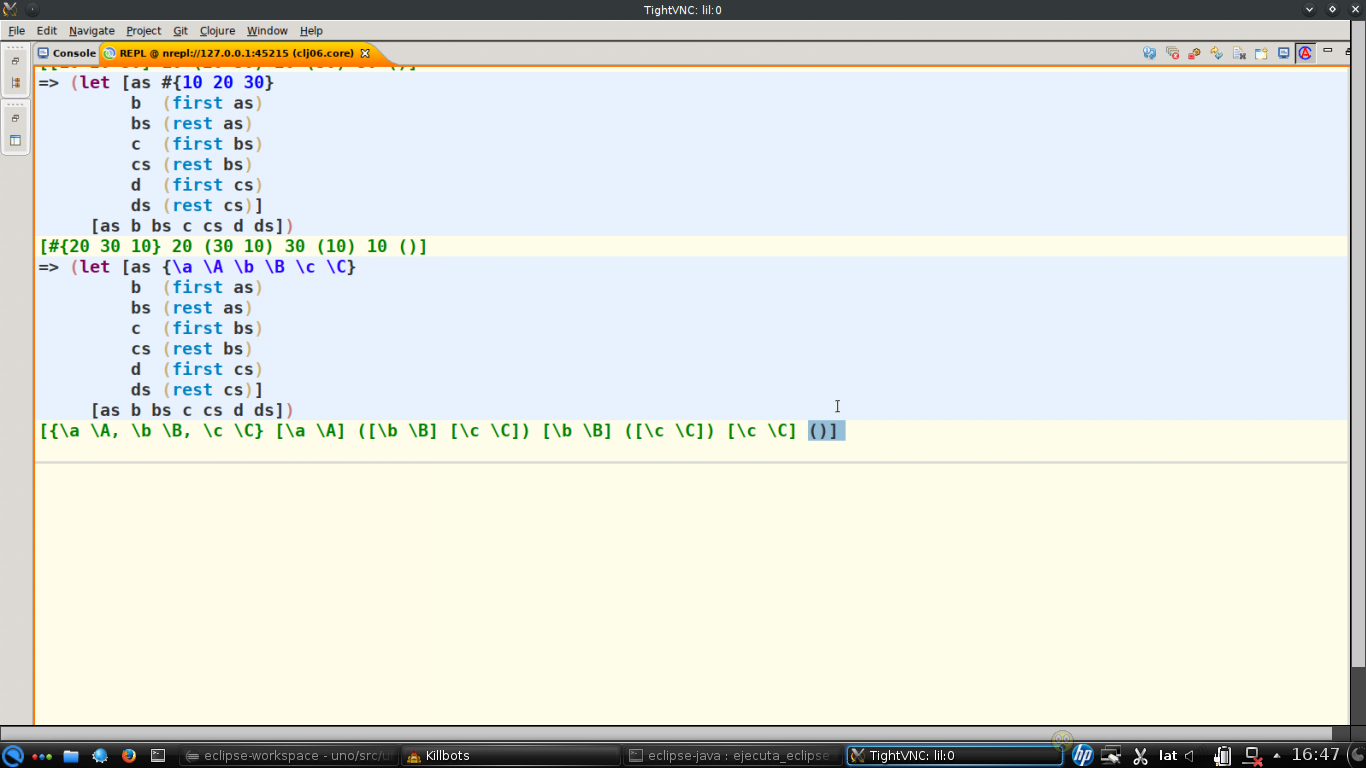 TightVNC: lil:0
File Edit Navigate Project Git Clojure Window Help
Console REPL @ nrepl://127.0.0.1:45215 (clj06.core)
=> (let [as #{10 20 30}
b (first as)
bs (rest as)
c (first bs)
cs (rest bs)
d (first cs)
ds (rest cs)]
[as b bs c cs d ds])
[#{20 30 10} 20 (30 10) 30 (10) 10 ()]
=> (let [as {\a \A \b \B \c \C}
b (first as)
bs (rest as)
c (first bs)
cs (rest bs)
d (first cs)
ds (rest cs)]
[as b bs c cs d ds])
[{\a \A, \b \B, \c \C} [\a \A] ([\b \B] [\c \C]) [\b \B] ([\c \C]) [\c \C] ()]
eclipse-workspace - uno/src/ Killbots eclipse-java : ejecuta_eclipse TightVNC: lil:0 hp lat 16:47